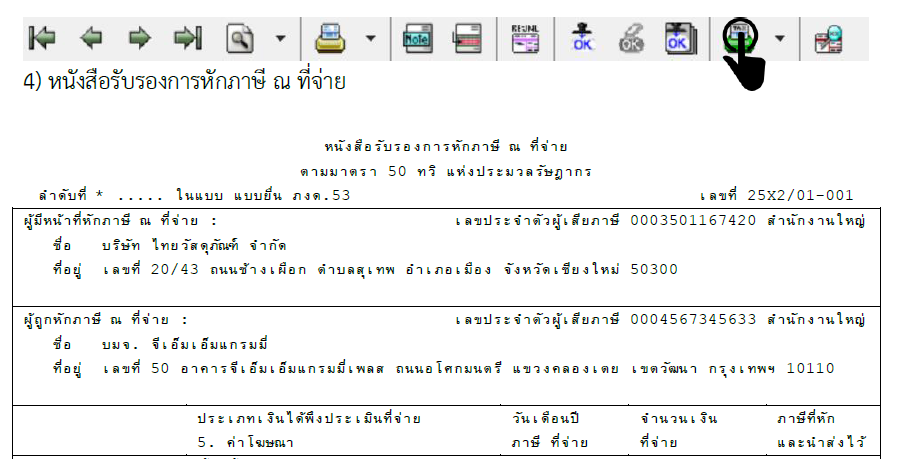 Note
OK
OK
OK
4) หนังสือรับรองการหักภาษี ณ ที่จ่าย
หนังสือรับรองการหักภาษี ณ ที่จ่าย
ตามมาตรา 50 ทวิ แห่งประมวลรัษฎากร
ลำดับที่ * ..... ในแบบ แบบยื่น ภงด.53 เลขที่ 25X2/01-001
ผู้มีหน้าที่หักภาษี ณ ที่จ่าย : เลขประจำตัวผู้เสียภาษี 0003501167420 สำนักงานใหญ่
ชื่อ บริษัท ไทยวัสดุภัณฑ์ จำกัด
ที่อยู่ เลขที่ 20/43 ถนนช้างเผือก ตำบลสุเทพ อำเภอเมือง จังหวัดเชียงใหม่ 50300
ผู้ถูกหักภาษี ณ ที่จ่าย : เลขประจำตัวผู้เสียภาษี 0004567345633 สำนักงานใหญ่
ชื่อ บมจ. จีเอ็มเอ็มแกรมมี่
ที่อยู่ เลขที่ 50 อาคารจีเอ็มเอ็มแกรมมี่เพลส ถนนอโศกมนตรี แขวงคลองเตย เขตวัฒนา กรุงเทพฯ 10110
ประเภทเงินได้พึงประเมินที่จ่าย วันเดือนปี จำนวนเงิน ภาษีที่หัก
5. ค่าโฆษณา ภาษี ที่จ่าย ที่จ่าย และนำส่งไว้